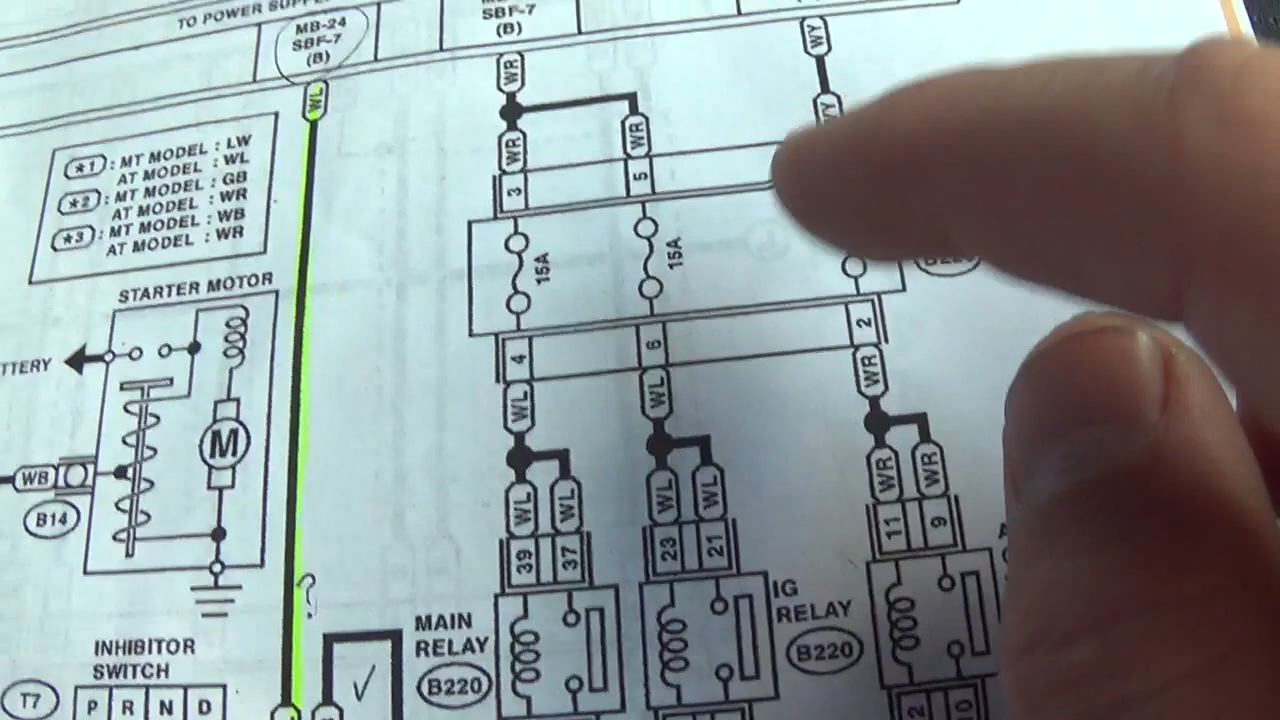 TO POWER
MB-24
SBF-7
(B)
SBF-7
(B)
WL
WR
WY
WR
WR
3
5
*1 : MT MODEL : LW
AT MODEL : WL
*2 : MT MODEL : GB
AT MODEL : WR
*3 : MT MODEL : WB
AT MODEL : WR
15A
15A
STARTER MOTOR
M
WB
B14
4
6
2
WL
WL
WR
WL
WL
WL
WL
WR
WR
39
37
23
21
11
9
?
MAIN
RELAY
B220
IG
RELAY
B220
INHIBITOR
SWITCH
T7
P R N D
10